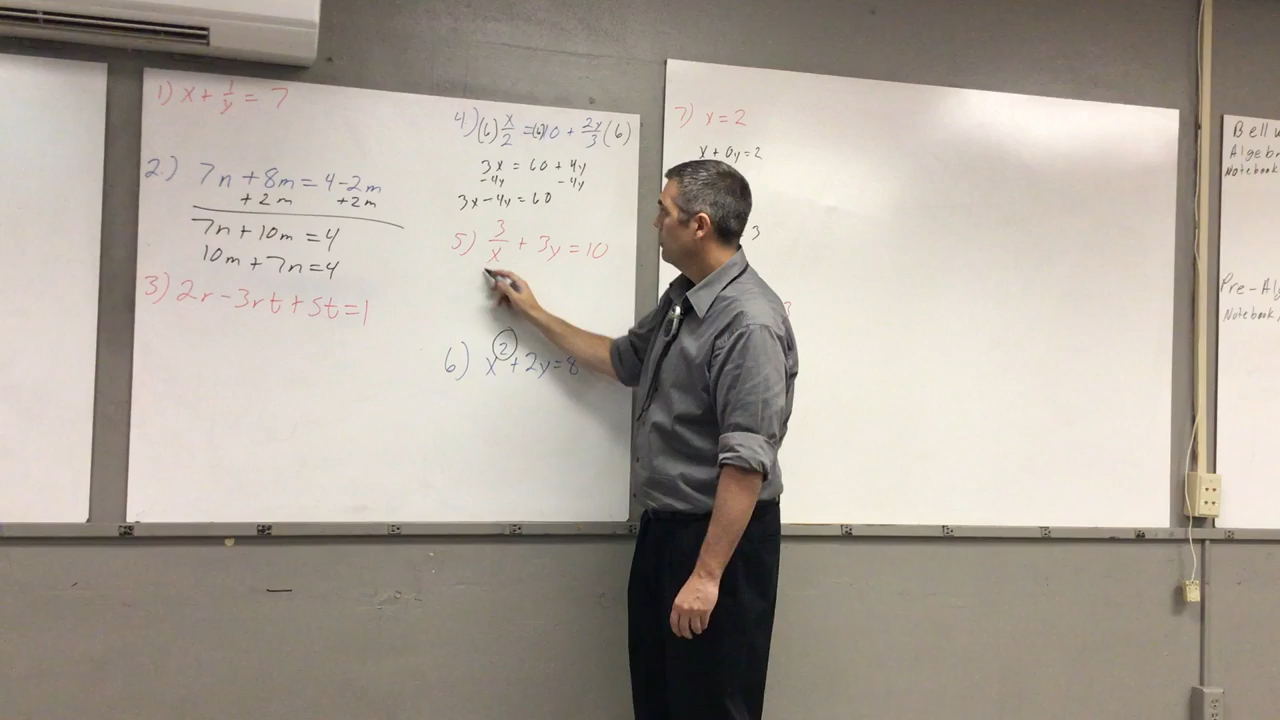 1) x + 1/y = 7
2.) 7n + 8m = 4 - 2m
+ 2m + 2m
7n + 10m = 4
10m + 7n = 4
3) 2r - 3rt + 5t = 1
4) (6) x/2 = (6)10 + 2y/3 (6)
3x = 60 + 4y
-4y -4y
3x - 4y = 60
5) 3/x + 3y = 10
6) x² + 2y = 8
7) x = 2
x + 0y = 2
3
Bell
Algeb
Notebook
Pre-Al
Notebook